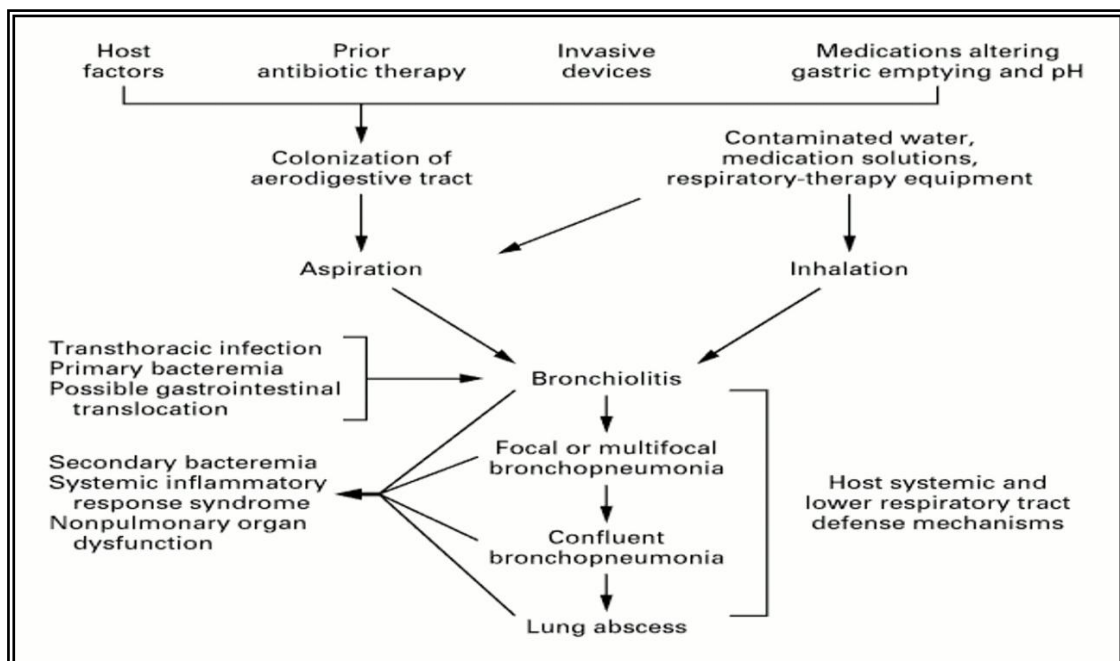 Host
factors
Prior
antibiotic therapy
Invasive
devices
Medications altering
gastric emptying and pH
Colonization of
aerodigestive tract
Contaminated water,
medication solutions,
respiratory-therapy equipment
Aspiration
Inhalation
Transthoracic infection
Primary bacteremia
Possible gastrointestinal
translocation
Bronchiolitis
Focal or multifocal
bronchopneumonia
Secondary bacteremia
Systemic inflammatory
response syndrome
Nonpulmonary organ
dysfunction
Host systemic and
lower respiratory tract
defense mechanisms
Confluent
bronchopneumonia
Lung abscess